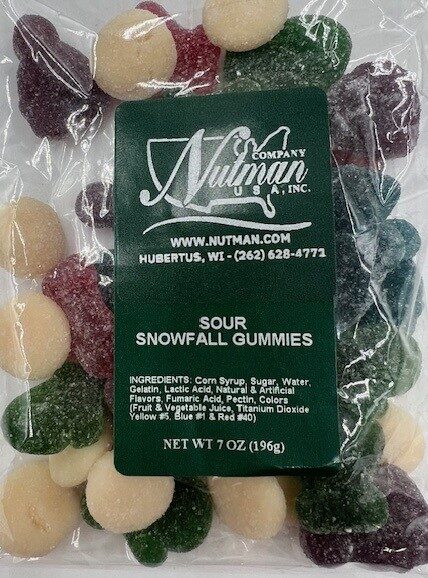 COMPANY
Nutman
USA, INC.
WWW.NUTMAN.COM
HUBERTUS, WI - (262) 628-4771
SOUR
SNOWFALL GUMMIES
INGREDIENTS: Corn Syrup, Sugar, Water,
Gelatin, Lactic Acid, Natural & Artificial
Flavors, Fumaric Acid, Pectin, Colors
(Fruit & Vegetable Juice, Titanium Dioxide
Yellow #5, Blue #1 & Red #40)
NET WT 7 OZ (196g)